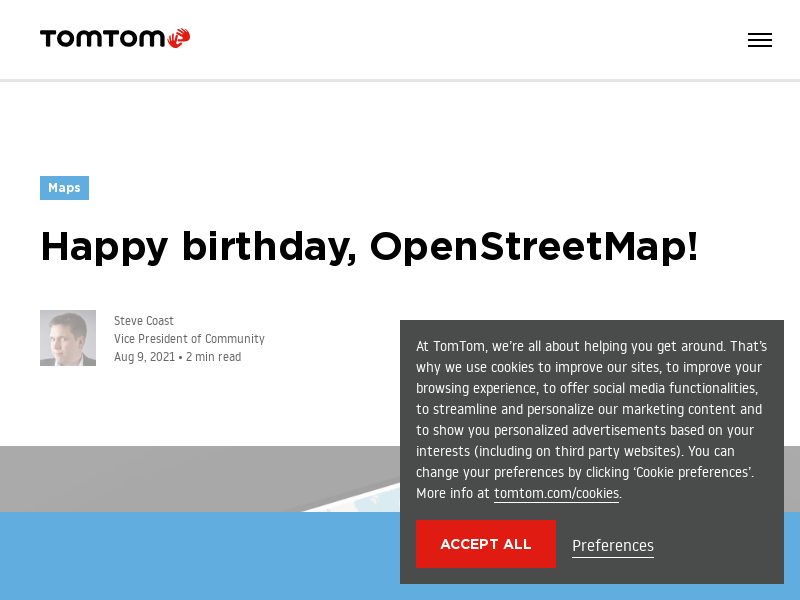 TOMTOM
Maps
Happy birthday, OpenStreetMap!
Steve Coast
Vice President of Community
Aug 9, 2021 • 2 min read
At TomTom, we’re all about helping you get around. That’s
why we use cookies to improve our sites, to improve your
browsing experience, to offer social media functionalities,
to streamline and personalize our marketing content and
to show you personalized advertisements based on your
interests (including on third party websites). You can
change your preferences by clicking ‘Cookie preferences’.
More info at tomtom.com/cookies.
ACCEPT ALL
Preferences